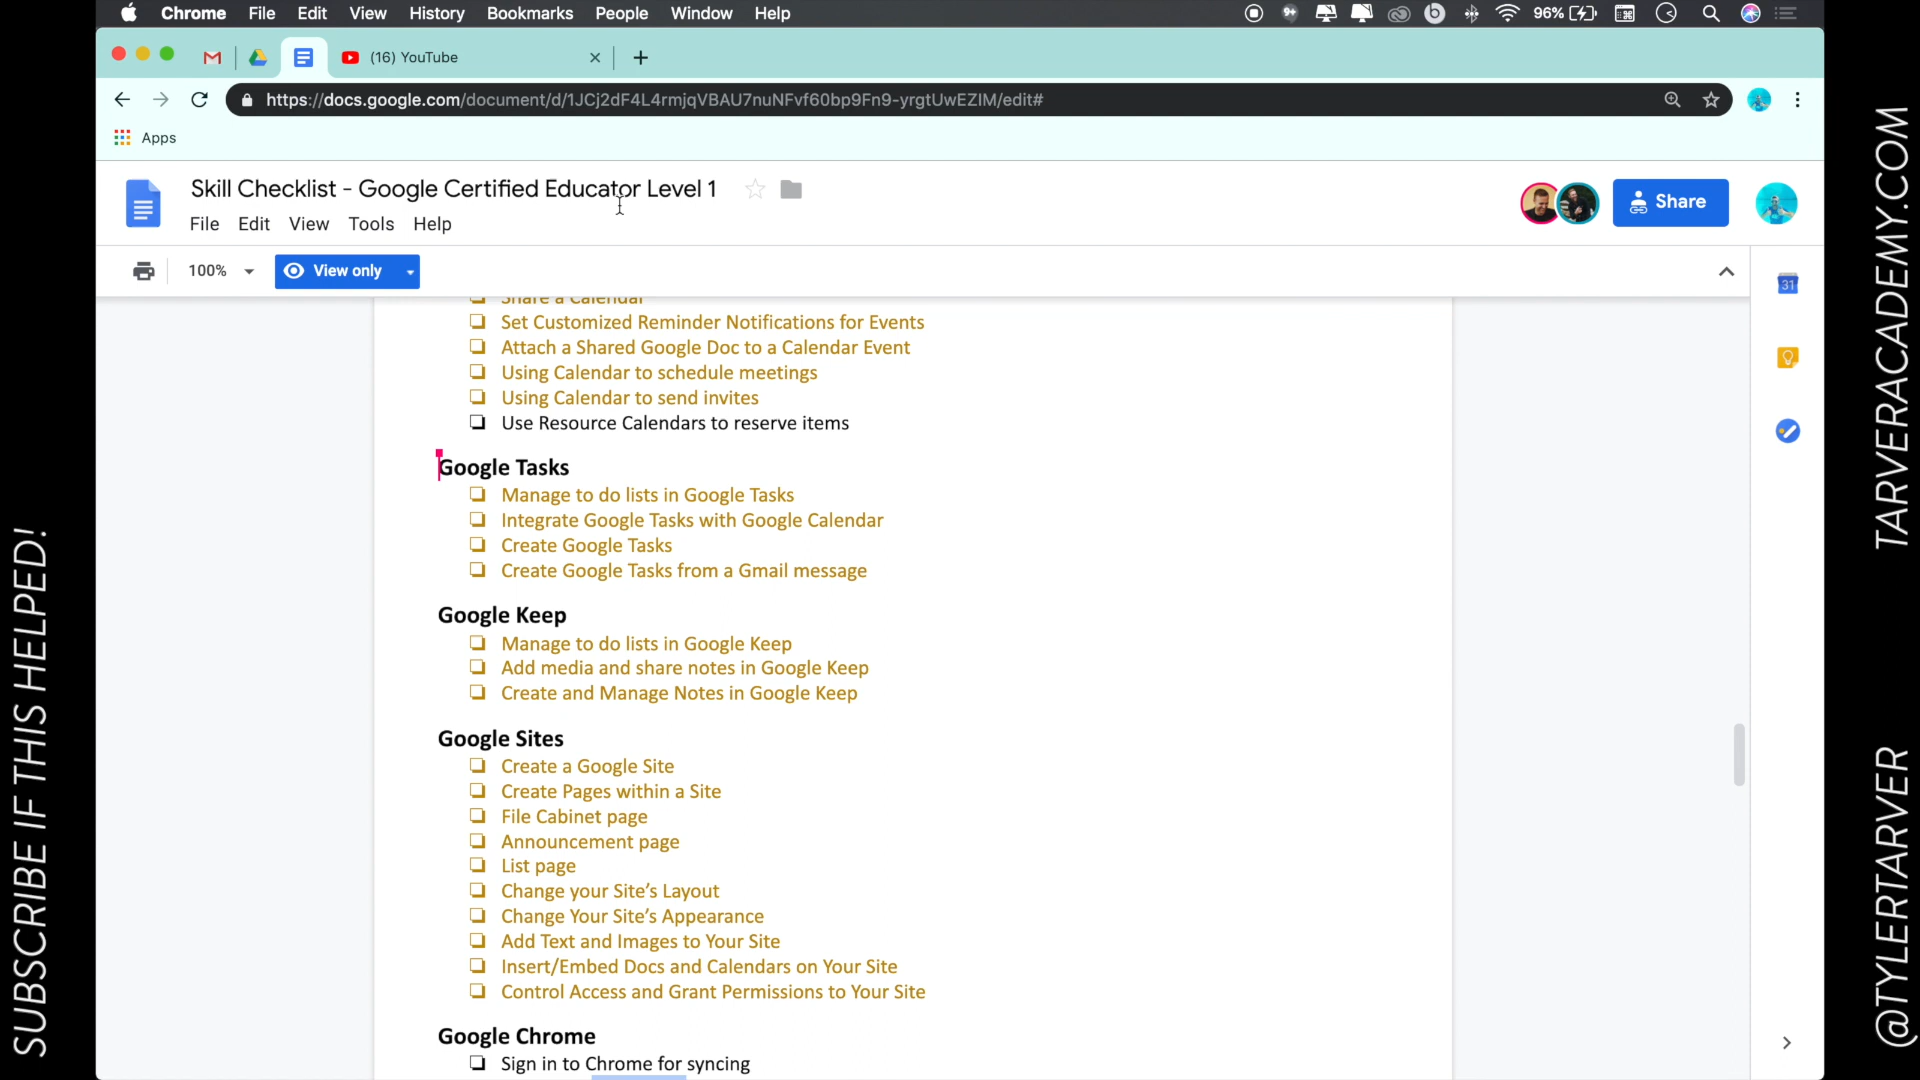 Chrome File Edit View History Bookmarks People Window Help
96%
(16) YouTube
https://docs.google.com/document/d/1JCj2dF4L4rmjqVBAU7nuNFvf60bp9Fn9-yrgtUwEZIM/edit#
Apps
Skill Checklist - Google Certified Educator Level 1
Share
File Edit View Tools Help
100% View only
31
Share a Calendar
Set Customized Reminder Notifications for Events
Attach a Shared Google Doc to a Calendar Event
Using Calendar to schedule meetings
Using Calendar to send invites
Use Resource Calendars to reserve items
Google Tasks
Manage to do lists in Google Tasks
Integrate Google Tasks with Google Calendar
Create Google Tasks
Create Google Tasks from a Gmail message
Google Keep
Manage to do lists in Google Keep
Add media and share notes in Google Keep
Create and Manage Notes in Google Keep
Google Sites
Create a Google Site
Create Pages within a Site
File Cabinet page
Announcement page
List page
Change your Site’s Layout
Change Your Site’s Appearance
Add Text and Images to Your Site
Insert/Embed Docs and Calendars on Your Site
Control Access and Grant Permissions to Your Site
Google Chrome
Sign in to Chrome for syncing
SUBSCRIBE IF THIS HELPED!
TARVERACADEMY.COM
@TYLERTARVER